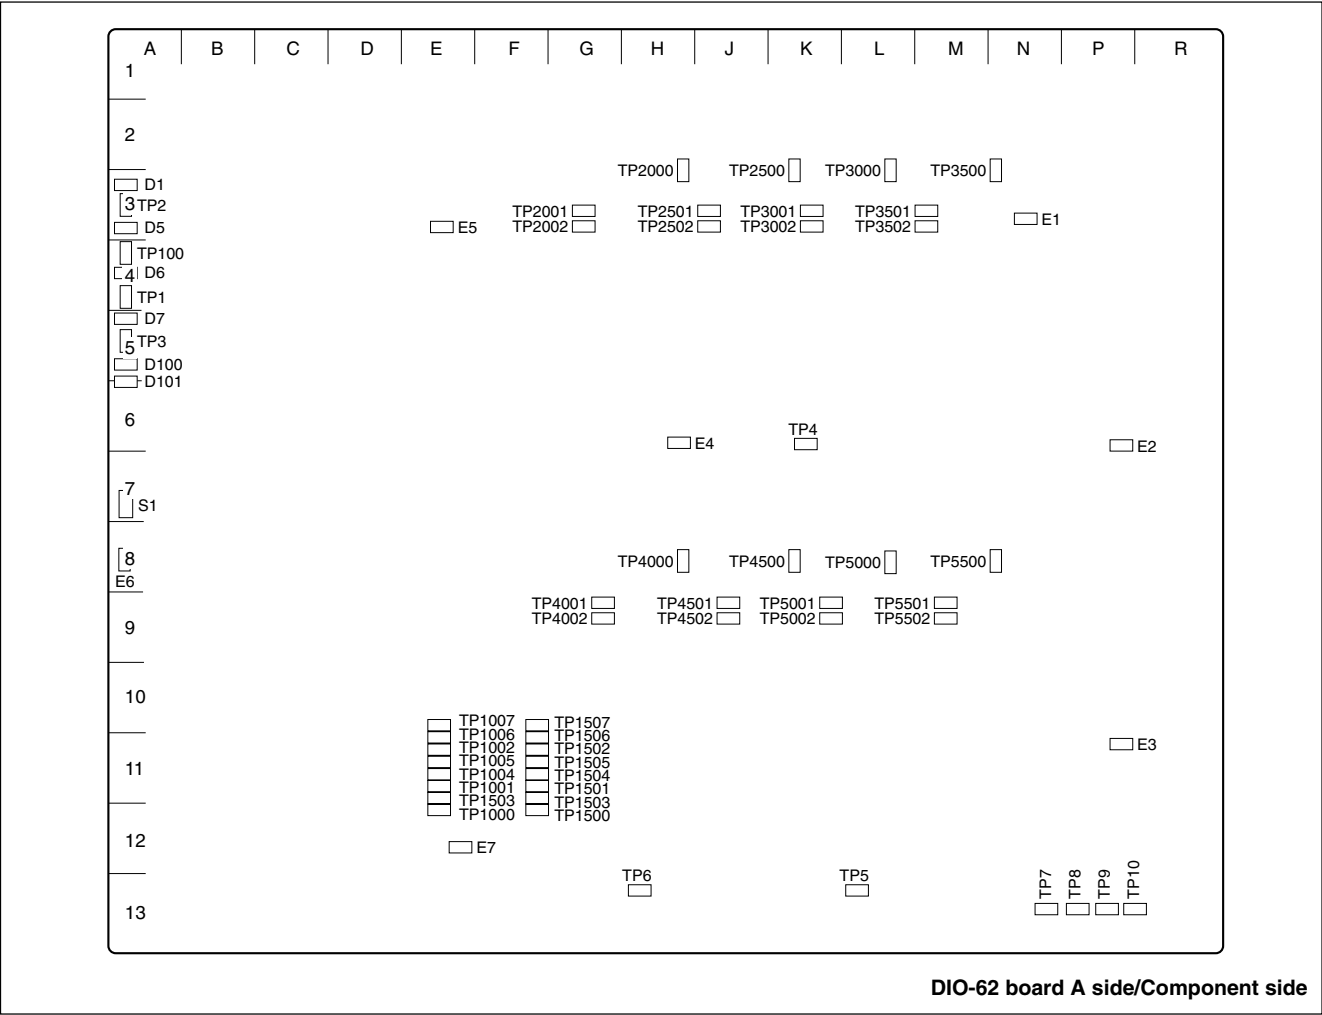 A B C D E F G H J K L M N P R
1
2
TP2000 TP2500 TP3000 TP3500
D1
3 TP2
TP2001 TP2501 TP3001 TP3501
E1
D5 E5 TP2002 TP2502 TP3002 TP3502
TP100
4 D6
TP1
D7
TP3
5
D100
D101
6
TP4
E4 E2
7
S1
8
TP4000 TP4500 TP5000 TP5500
E6
TP4001 TP4501 TP5001 TP5501
TP4002 TP4502 TP5002 TP5502
9
10
TP1007 TP1507
TP1006 TP1506
TP1002 TP1502
E3
TP1005 TP1505
11
TP1004 TP1504
TP1001 TP1501
TP1503 TP1503
TP1000 TP1500
12
E7
TP6 TP5 TP7 TP8 TP9 TP10
13
DIO-62 board A side/Component side